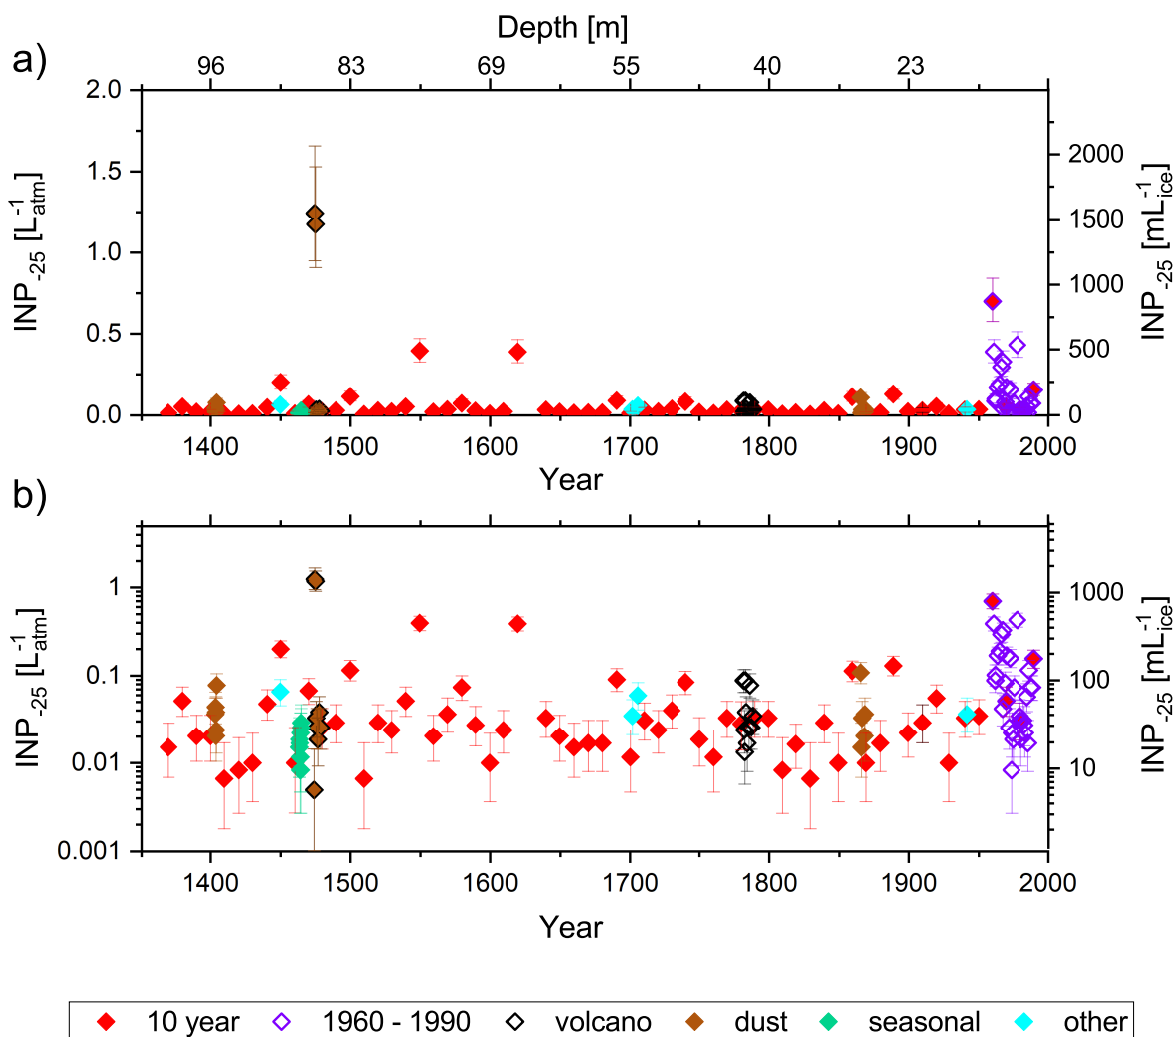 Depth [m]
a)
96 83 69 55 40 23
2.0
1.5
1.0
0.5
0.0
INP-25 [L-1atm]
2000
1500
1000
500
0
INP-25 [mL-1ice]
1400 1500 1600 1700 1800 1900 2000
Year
b)
1
0.1
0.01
0.001
INP-25 [L-1atm]
1000
100
10
INP-25 [mL-1ice]
1400 1500 1600 1700 1800 1900 2000
Year
10 year 1960 - 1990 volcano dust seasonal other